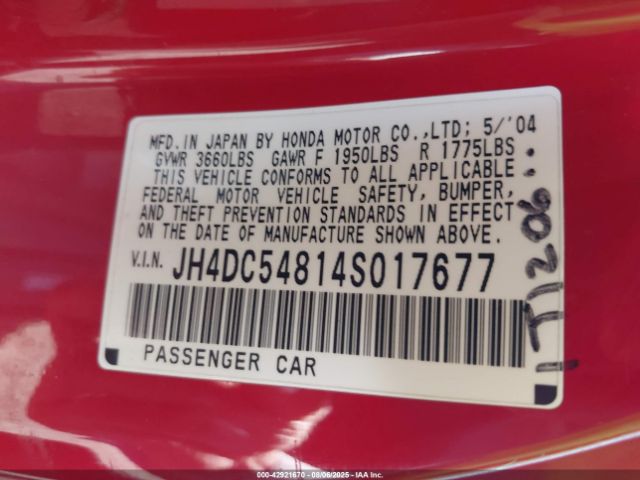 MFD. IN JAPAN BY HONDA MOTOR CO.,LTD; 5/'04
GVWR 3660LBS GAWR F 1950LBS R 1775LBS
THIS VEHICLE CONFORMS TO ALL APPLICABLE
FEDERAL MOTOR VEHICLE SAFETY, BUMPER,
AND THEFT PREVENTION STANDARDS IN EFFECT
ON THE DATE OF MANUFACTURE SHOWN ABOVE.
V.I.N. JH4DC54814S017677
PASSENGER CAR
T1206
00-42921670 - 08/06/2025 - IAA Inc.